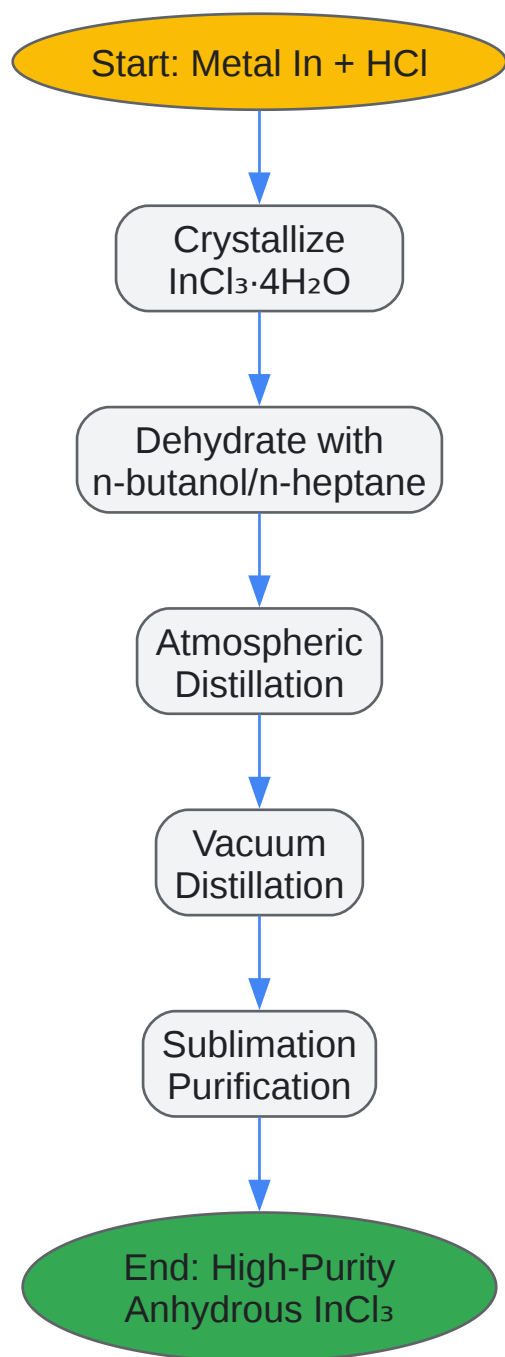 Start: Metal In + HCl
Crystallize
InCl₃·4H₂O
Dehydrate with
n-butanol/n-heptane
Atmospheric
Distillation
Vacuum
Distillation
Sublimation
Purification
End: High-Purity
Anhydrous InCl₃